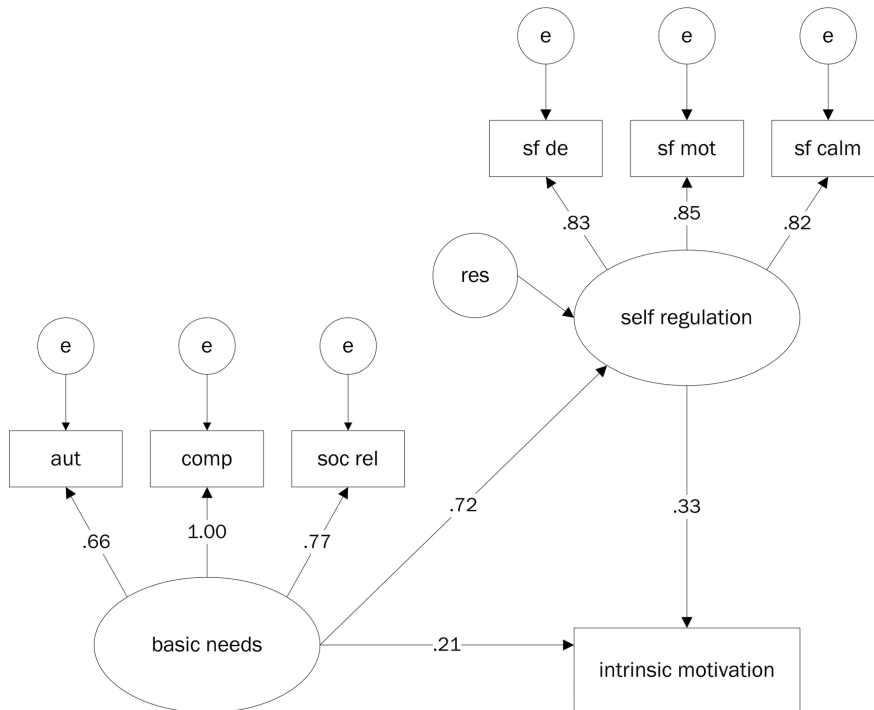 e e e
sf de sf mot sf calm
.83 .85 .82
res
self regulation
e e e
aut comp soc rel
.72 .33
.66 1.00 .77
basic needs .21
intrinsic motivation